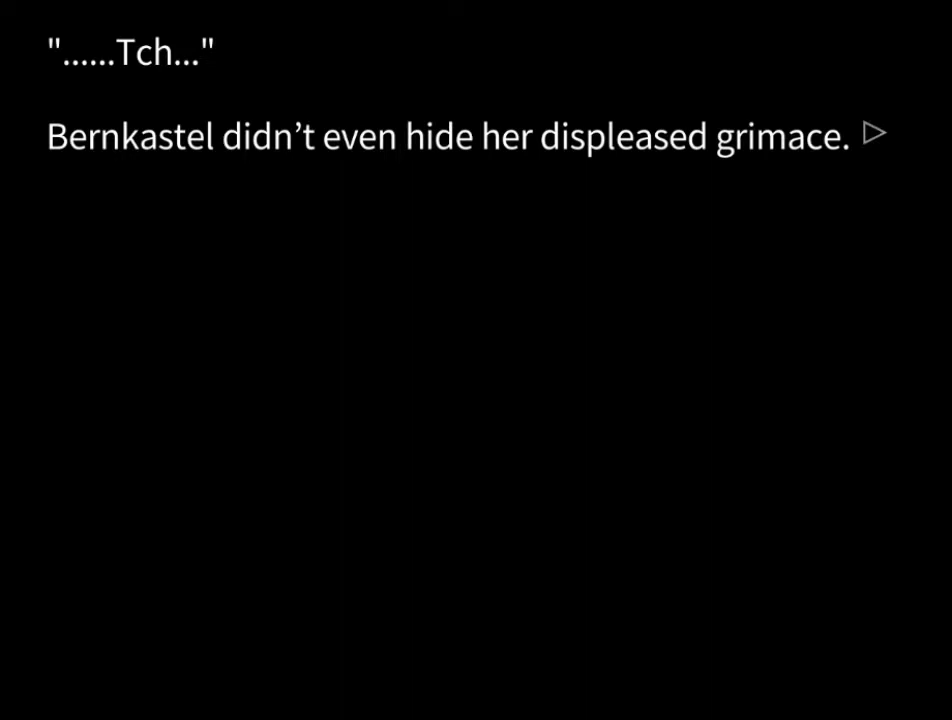 "......Tch..."
Bernkastel didn’t even hide her displeased grimace.